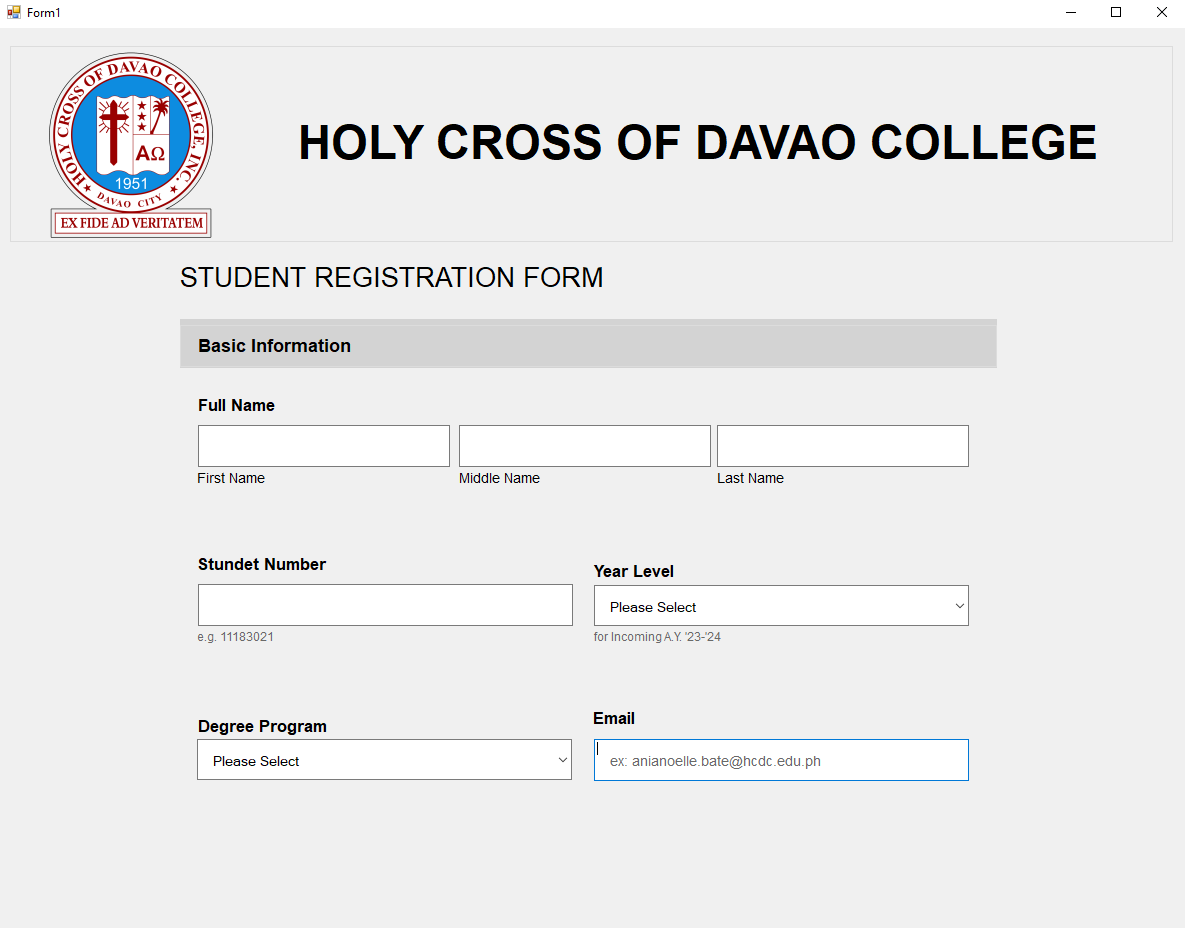 Form1
HOLY CROSS OF DAVAO COLLEGE, INC.
ΑΩ
1951
DAVAO CITY
EX FIDE AD VERITATEM
HOLY CROSS OF DAVAO COLLEGE
STUDENT REGISTRATION FORM
Basic Information
Full Name
First Name Middle Name Last Name
Stundet Number Year Level
Please Select
e.g. 11183021 for Incoming A.Y. '23-'24
Degree Program Email
Please Select ex: anianoelle.bate@hcdc.edu.ph